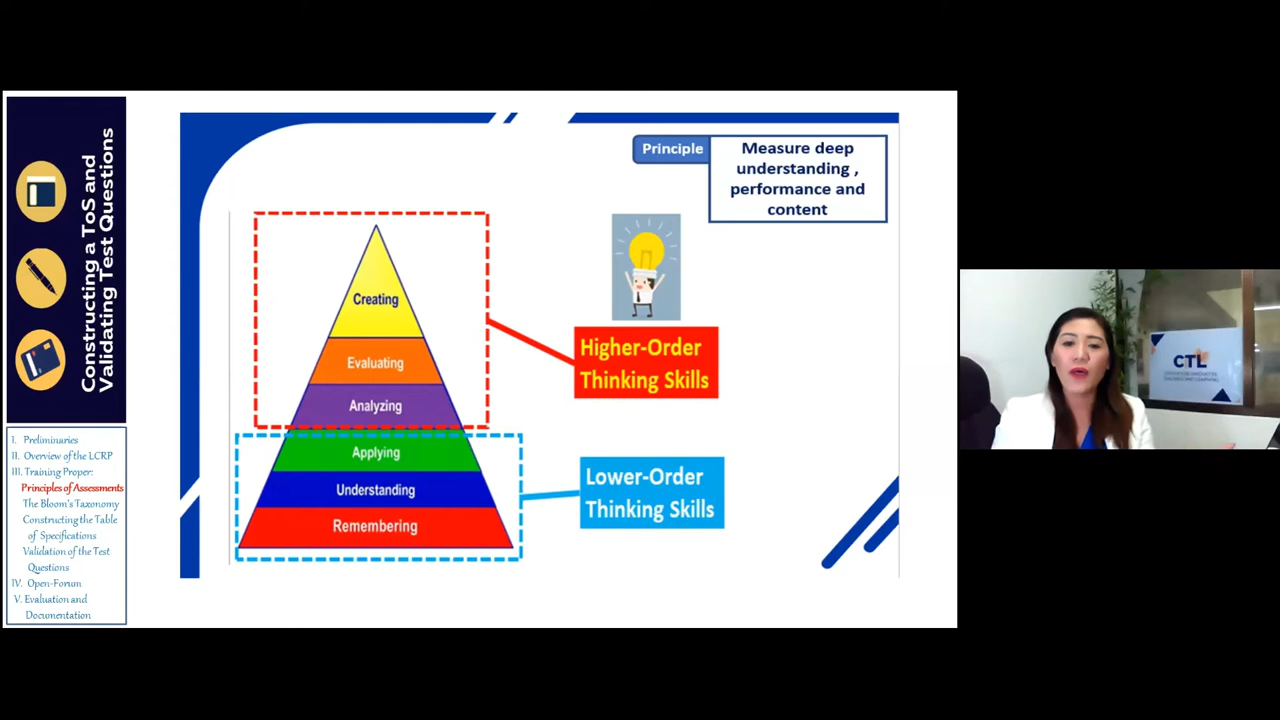 Constructing a ToS and
Validating Test Questions
I. Preliminaries
II. Overview of the LCRP
III. Training Proper:
Principles of Assessments
The Bloom's Taxonomy
Constructing the Table
of Specifications
Validation of the Test
Questions
IV. Open-Forum
V. Evaluation and
Documentation
Principle
Measure deep
understanding ,
performance and
content
Creating
Evaluating
Analyzing
Applying
Understanding
Remembering
Higher-Order
Thinking Skills
Lower-Order
Thinking Skills
CTL